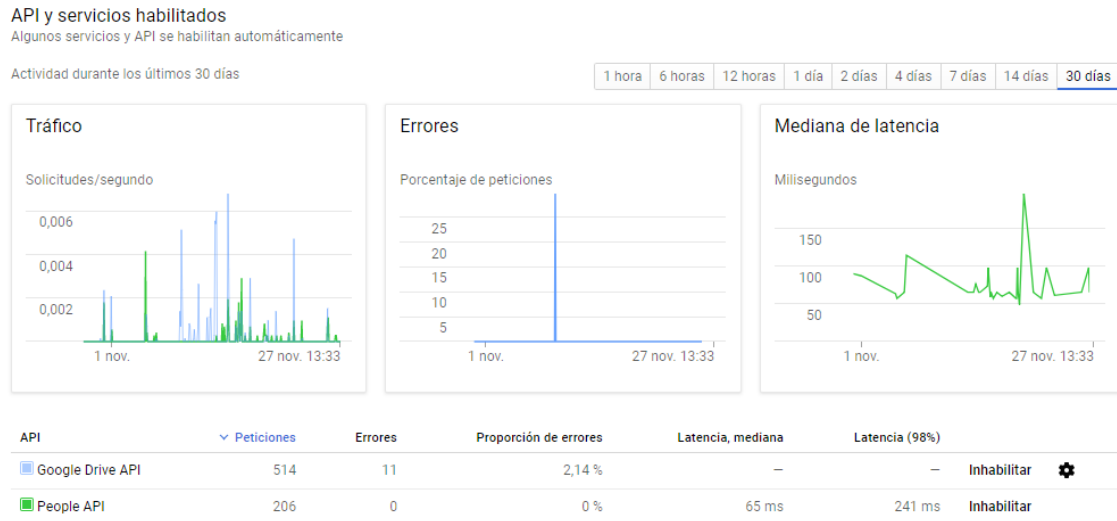 API y servicios habilitados
Algunos servicios y API se habilitan automáticamente
Actividad durante los últimos 30 días
1 hora 6 horas 12 horas 1 día 2 días 4 días 7 días 14 días 30 días
Tráfico
Solicitudes/segundo
0,006
0,004
0,002
1 nov. 27 nov. 13:33
Errores
Porcentaje de peticiones
25
20
15
10
5
1 nov. 27 nov. 13:33
Mediana de latencia
Milisegundos
150
100
50
1 nov. 27 nov. 13:33
API Peticiones Errores Proporción de errores Latencia, mediana Latencia (98%)
Google Drive API 514 11 2,14 % — — Inhabilitar
People API 206 0 0 % 65 ms 241 ms Inhabilitar